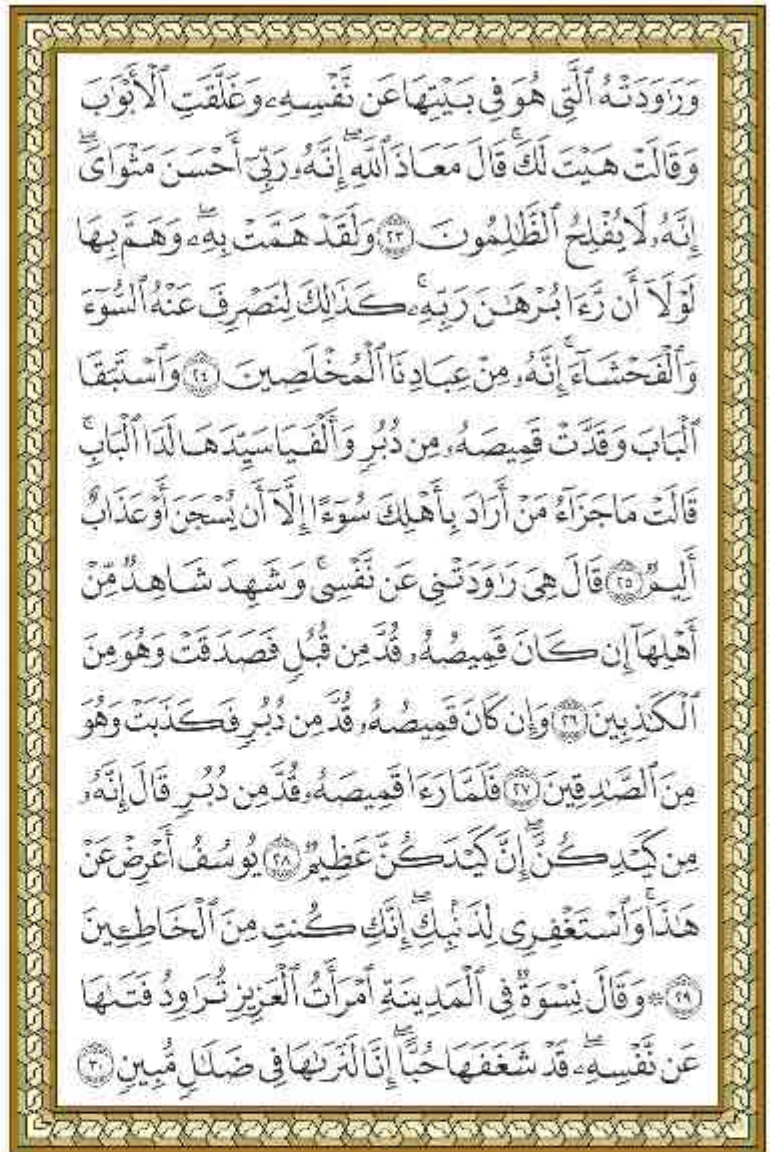 وَرَٰوَدَتْهُ ٱلَّتِى هُوَ فِى بَيْتِهَا عَن نَّفْسِهِۦ وَغَلَّقَتِ ٱلْأَبْوَٰبَ
وَقَالَتْ هَيْتَ لَكَ ۚ قَالَ مَعَاذَ ٱللَّهِ ۖ إِنَّهُۥ رَبِّىٓ أَحْسَنَ مَثْوَاىَ ۖ
إِنَّهُۥ لَا يُفْلِحُ ٱلظَّٰلِمُونَ ٢٣ وَلَقَدْ هَمَّتْ بِهِۦ ۖ وَهَمَّ بِهَا
لَوْلَآ أَن رَّءَا بُرْهَٰنَ رَبِّهِۦ ۚ كَذَٰلِكَ لِنَصْرِفَ عَنْهُ ٱلسُّوٓءَ
وَٱلْفَحْشَآءَ ۚ إِنَّهُۥ مِنْ عِبَادِنَا ٱلْمُخْلَصِينَ ٢٤ وَٱسْتَبَقَا
ٱلْبَابَ وَقَدَّتْ قَمِيصَهُۥ مِن دُبُرٍ وَأَلْفَيَا سَيِّدَهَا لَدَا ٱلْبَابِ ۚ
قَالَتْ مَا جَزَآءُ مَنْ أَرَادَ بِأَهْلِكَ سُوٓءًا إِلَّآ أَن يُسْجَنَ أَوْ عَذَابٌ
أَلِيمٌ ٢٥ قَالَ هِىَ رَٰوَدَتْنِى عَن نَّفْسِى ۚ وَشَهِدَ شَاهِدٌ مِّنْ
أَهْلِهَآ إِن كَانَ قَمِيصُهُۥ قُدَّ مِن قُبُلٍ فَصَدَقَتْ وَهُوَ مِنَ
ٱلْكَٰذِبِينَ ٢٦ وَإِن كَانَ قَمِيصُهُۥ قُدَّ مِن دُبُرٍ فَكَذَبَتْ وَهُوَ
مِنَ ٱلصَّٰدِقِينَ ٢٧ فَلَمَّا رَءَا قَمِيصَهُۥ قُدَّ مِن دُبُرٍ قَالَ إِنَّهُۥ
مِن كَيْدِكُنَّ ۖ إِنَّ كَيْدَكُنَّ عَظِيمٌ ٢٨ يُوسُفُ أَعْرِضْ عَنْ
هَٰذَا ۚ وَٱسْتَغْفِرِى لِذَنۢبِكِ ۖ إِنَّكِ كُنتِ مِنَ ٱلْخَاطِـِٔينَ
٢٩ ۞ وَقَالَ نِسْوَةٌ فِى ٱلْمَدِينَةِ ٱمْرَأَتُ ٱلْعَزِيزِ تُرَٰوِدُ فَتَىٰهَا
عَن نَّفْسِهِۦ ۖ قَدْ شَغَفَهَا حُبًّا ۖ إِنَّا لَنَرَىٰهَا فِى ضَلَٰلٍ مُّبِينٍ ٣٠